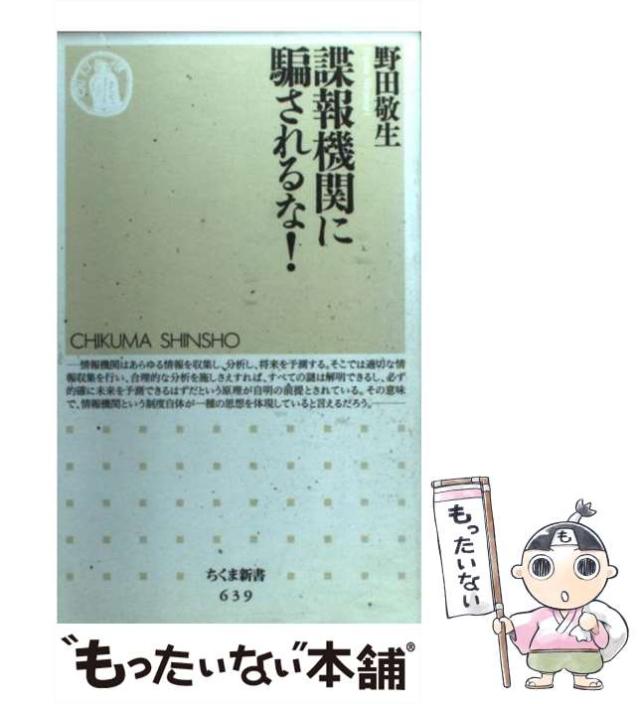 野田敬生
諜報機関に
騙されるな!
CHIKUMA SHINSHO
―情報機関はあらゆる情報を収集し、分析し、将来を予測する。そこでは適切な情
報収集を行い、合理的な分析を施しさえすれば、すべての謎は解明できるし、必ず
的確に未来を予測できるはずだという原理が自明の前提とされている。その意味
で、情報機関という制度自体が一種の思想を体現していると言えるだろう。―
ちくま新書
639
"もったいない"本舗®
もったいない
も